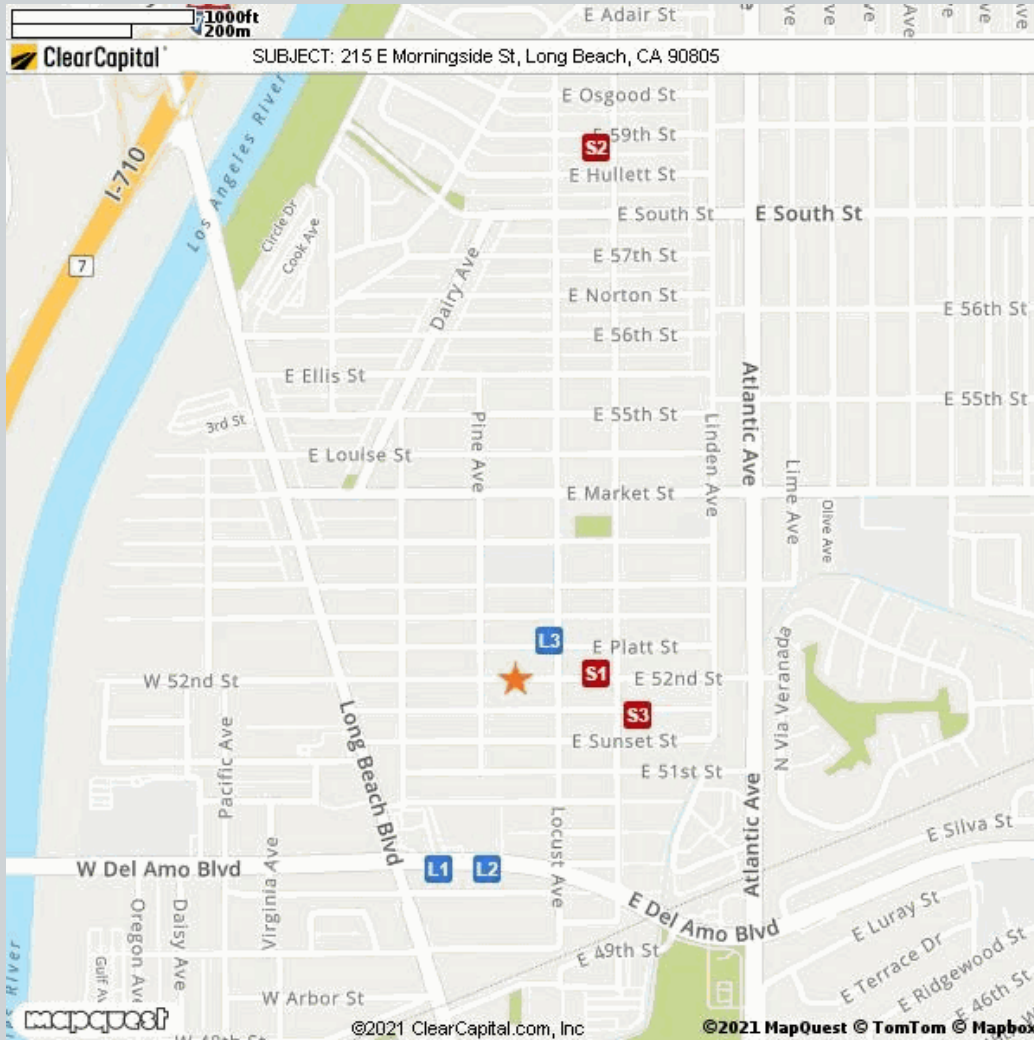 1000ft
200m
E Adair St
ClearCapital
SUBJECT: 215 E Morningside St, Long Beach, CA 90805
E Osgood St
E 59th St
S2
E Hullett St
I-710
Los Angeles River
E South St
E South St
Circle Dr
Cook Ave
7
E 57th St
Dairy Ave
E Norton St
E 56th St
E 56th St
E Ellis St
Atlantic Ave
E 55th St
E 55th St
3rd St
Pine Ave
Linden Ave
E Louise St
Lime Ave
E Market St
Olive Ave
L3
E Platt St
S1
E 52nd St
W 52nd St
N Via Veranada
S3
E Sunset St
Long Beach Blvd
Pacific Ave
E 51st St
Atlantic Ave
Locust Ave
E Silva St
Virginia Ave
W Del Amo Blvd
L1
L2
E Del Amo Blvd
Oregon Ave
Daisy Ave
E Luray St
E 49th St
E Terrace Dr
E Ridgewood St
E 46th St
Gulf Av
W Arbor St
mapquest
©2021 ClearCapital.com, Inc
©2021 MapQuest © TomTom © Mapbox
W 48th St